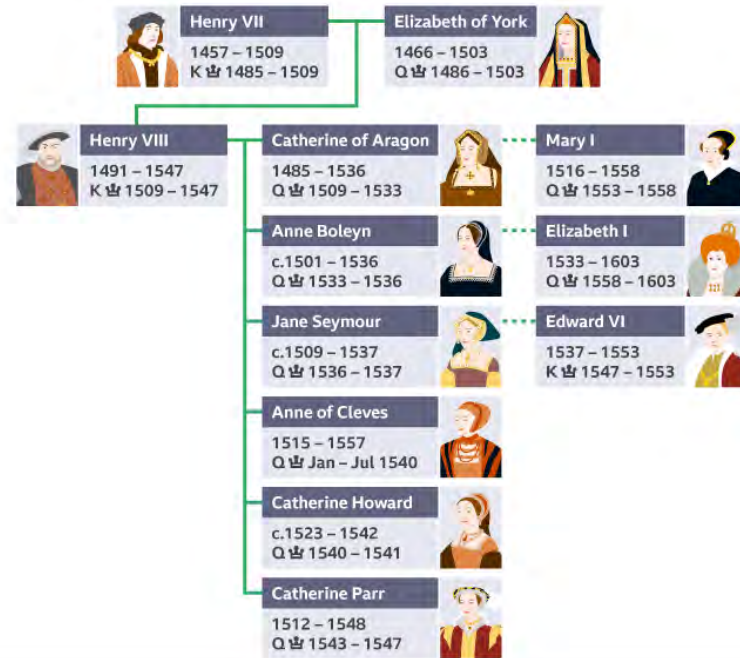 Henry VII
1457 – 1509
K 1485 – 1509
Elizabeth of York
1466 – 1503
Q 1486 – 1503
Henry VIII
1491 – 1547
K 1509 – 1547
Catherine of Aragon
1485 – 1536
Q 1509 – 1533
Mary I
1516 – 1558
Q 1553 – 1558
Anne Boleyn
c.1501 – 1536
Q 1533 – 1536
Elizabeth I
1533 – 1603
Q 1558 – 1603
Jane Seymour
c.1509 – 1537
Q 1536 – 1537
Edward VI
1537 – 1553
K 1547 – 1553
Anne of Cleves
1515 – 1557
Q Jan – Jul 1540
Catherine Howard
c.1523 – 1542
Q 1540 – 1541
Catherine Parr
1512 – 1548
Q 1543 – 1547